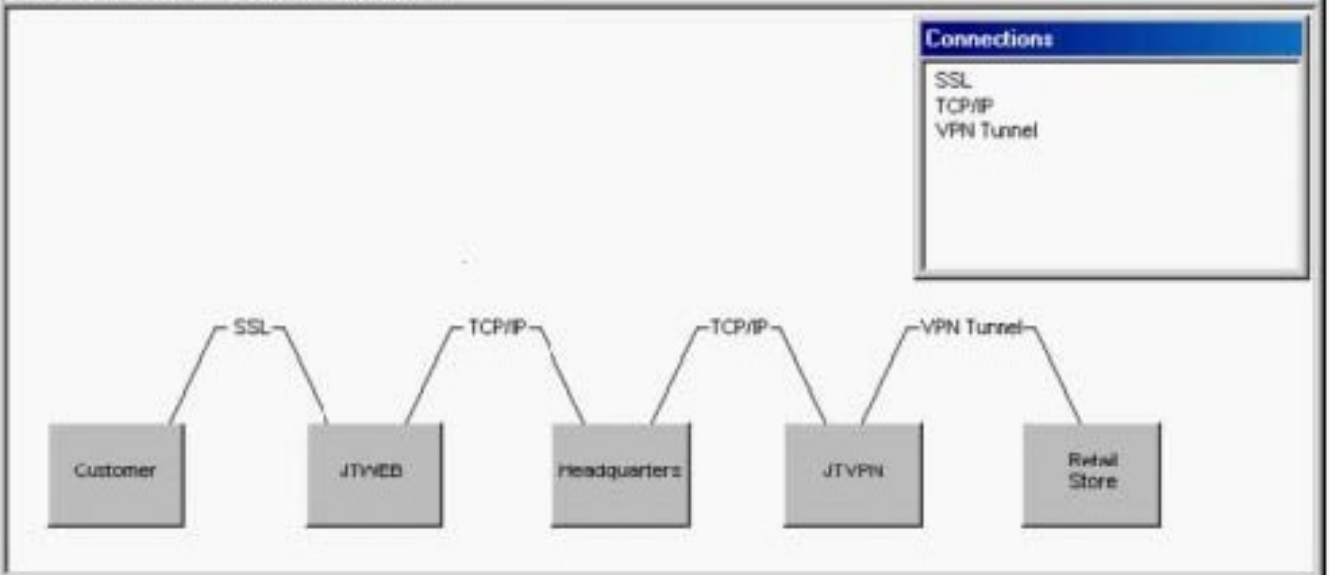 Connections
SSL
TCP/IP
VPN Tunnel
SSL
TCP/IP
TCP/IP
VPN Tunnel
Customer
JTWEB
Headquarters
JTVPN
Retail
Store